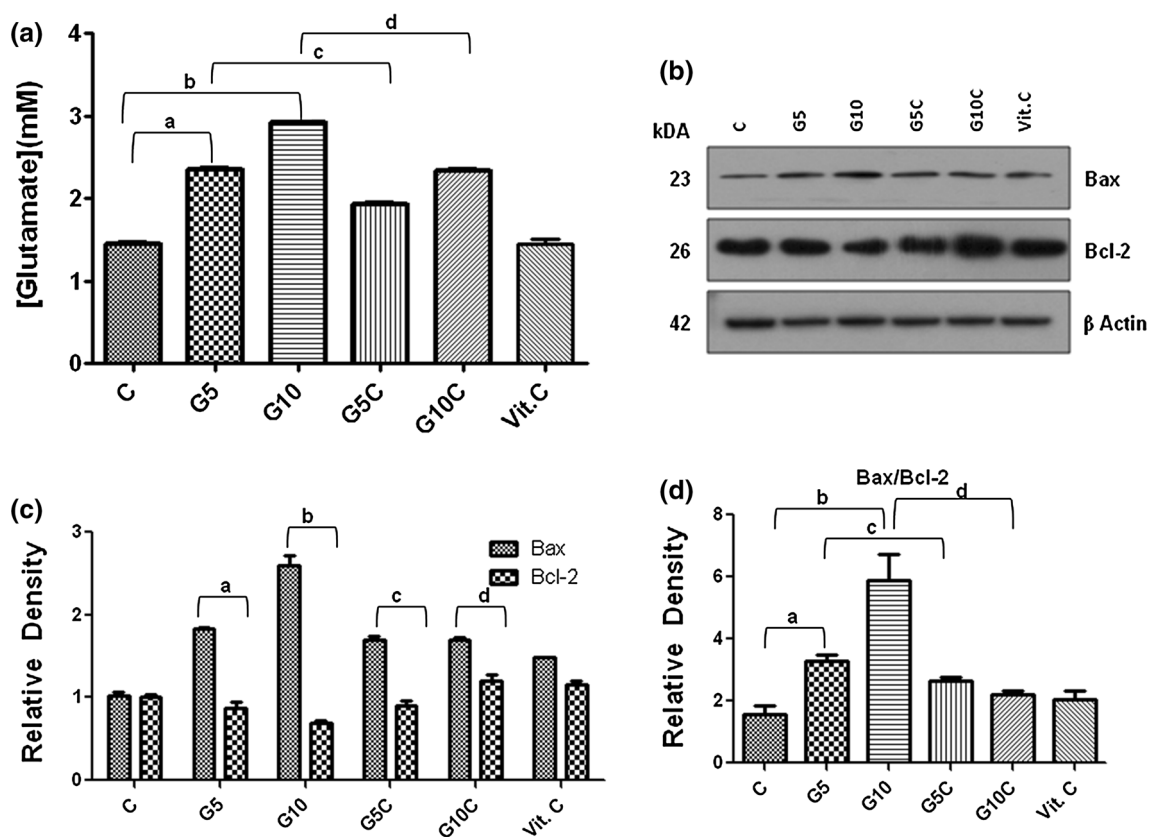 (a)
[Glutamate](mM)
4
3
2
1
0
a
b
c
d
C
G5
G10
G5C
G10C
Vit.C
(b)
kDA
C
G5
G10
G5C
G10C
Vit.C
23
Bax
26
Bcl-2
42
β Actin
(c)
Relative Density
3
2
1
0
a
b
c
d
Bax
Bcl-2
C
G5
G10
G5C
G10C
Vit. C
(d)
Bax/Bcl-2
Relative Density
8
6
4
2
0
a
b
c
d
C
G5
G10
G5C
G10C
Vit. C